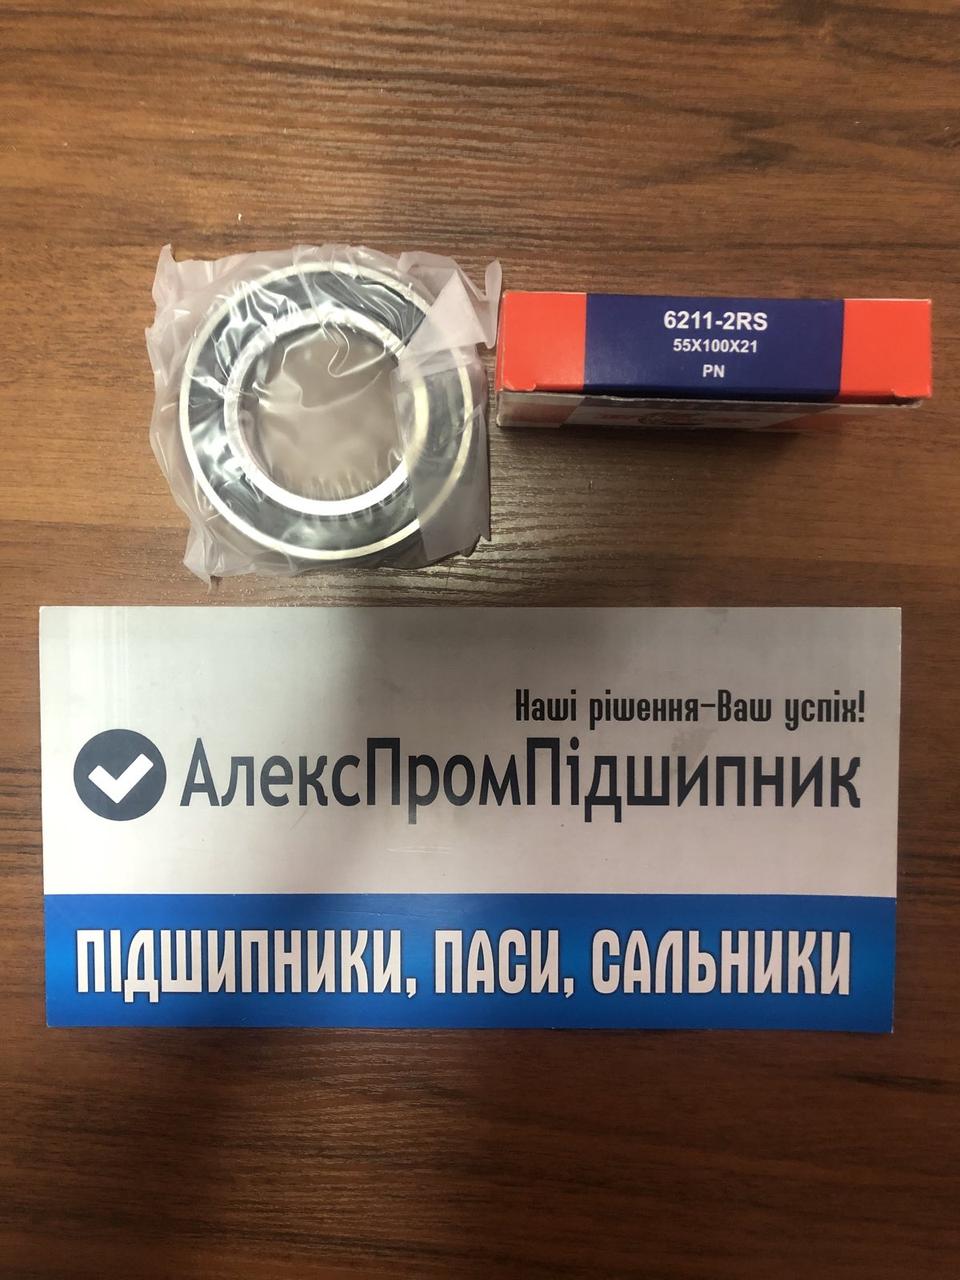 6211-2RS
55X100X21
PN
Наші рішення-Ваш успіх!
АлексПромПідшипник
ПІДШИПНИКИ, ПАСИ, САЛЬНИКИ